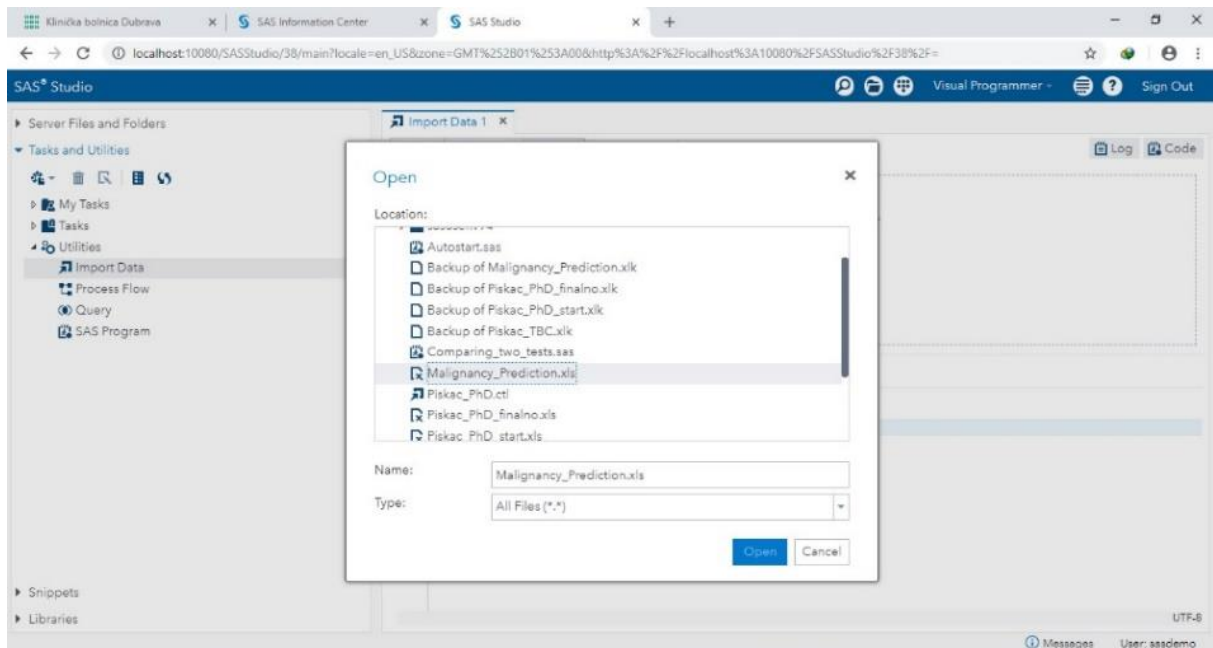 Klinička bolnica Dubrava
SAS Information Center
SAS Studio
localhost:10080/SASStudio/38/main?locale=en_US&zone=GMT%252B01%253A00&http%3A%2F%2Flocalhost%3A10080%2FSASStudio%2F38%2F=
SAS® Studio
Visual Programmer
Sign Out
Server Files and Folders
Tasks and Utilities
My Tasks
Tasks
Utilities
Import Data
Process Flow
Query
SAS Program
Snippets
Libraries
Import Data 1
Log
Code
Open
Location:
Autostart.sas
Backup of Malignancy_Prediction.xlk
Backup of Piskac_PhD_finalno.xlk
Backup of Piskac_PhD_start.xlk
Backup of Piskac_TBC.xlk
Comparing_two_tests.sas
Malignancy_Prediction.xls
Piskac_PhD.ctl
Piskac_PhD_finalno.xls
Piskac_PhD_start.xls
Name:
Malignancy_Prediction.xls
Type:
All Files (*.*)
Open
Cancel
UTF-8
Messages
User: sasdemo